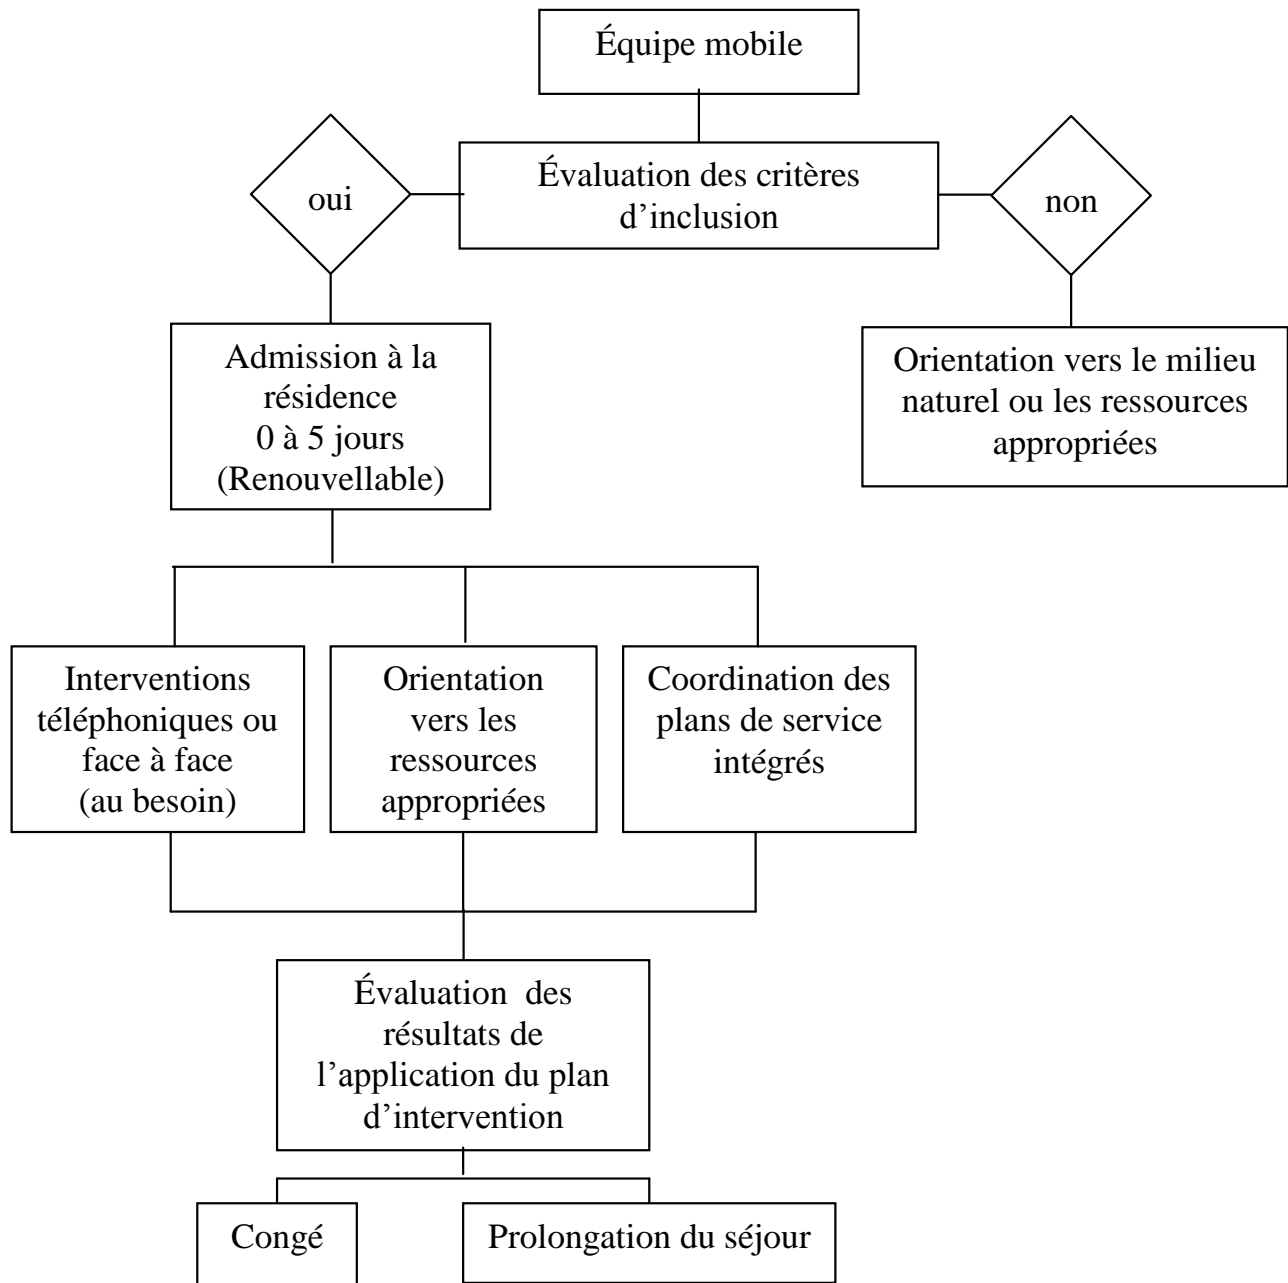 Équipe mobile
oui
Évaluation des critères
d’inclusion
non
Admission à la
résidence
0 à 5 jours
(Renouvellable)
Orientation vers le milieu
naturel ou les ressources
appropriées
Interventions
téléphoniques ou
face à face
(au besoin)
Orientation
vers les
ressources
appropriées
Coordination des
plans de service
intégrés
Évaluation  des
résultats de
l’application du plan
d’intervention
Congé
Prolongation du séjour